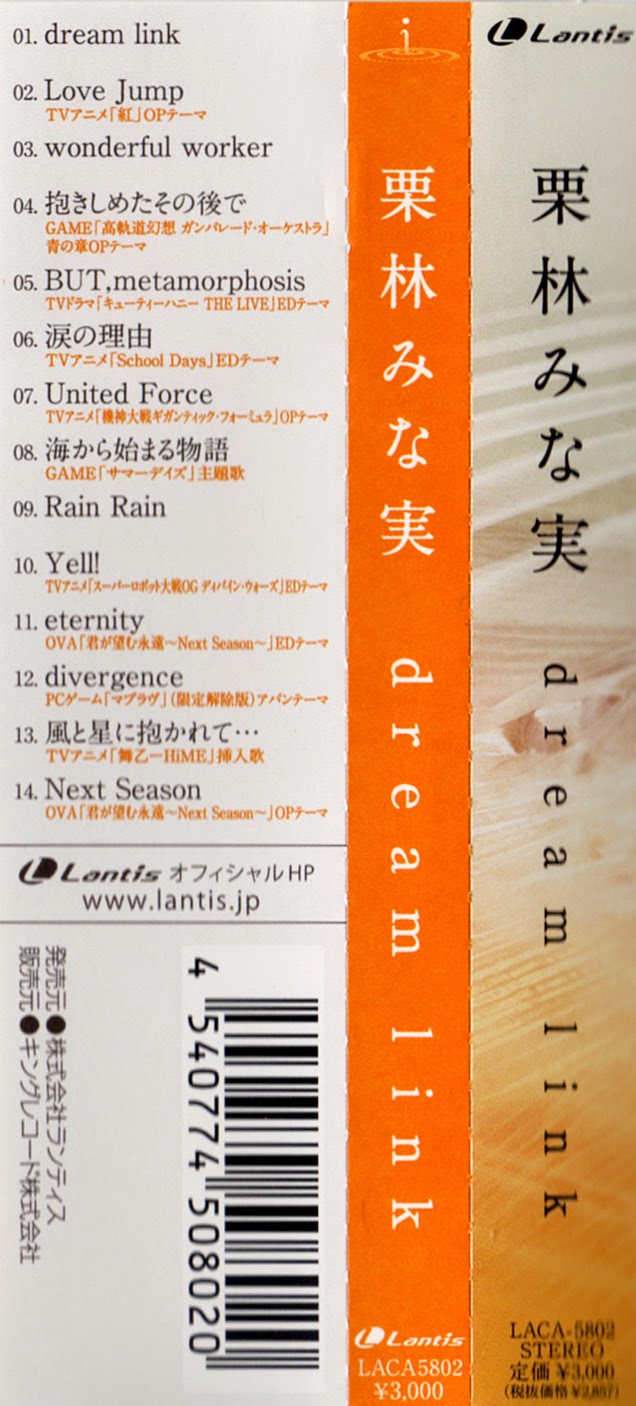 01. dream link
02. Love Jump
TVアニメ「紅」OPテーマ
03. wonderful worker
04. 抱きしめたその後で
GAME「高軌道幻想 ガンパレード・オーケストラ」
青の章OPテーマ
05. BUT,metamorphosis
TVドラマ「キューティーハニー THE LIVE」EDテーマ
06. 涙の理由
TVアニメ「School Days」EDテーマ
07. United Force
TVアニメ「機神大戦ギガンティック・フォーミュラ」OPテーマ
08. 海から始まる物語
GAME「サマーデイズ」主題歌
09. Rain Rain
10. Yell!
TVアニメ「スーパーロボット大戦OG ディバイン・ウォーズ」EDテーマ
11. eternity
OVA「君が望む永遠〜Next Season〜」EDテーマ
12. divergence
PCゲーム「マブラヴ」(限定解除版)アバンテーマ
13. 風と星に抱かれて…
TVアニメ「舞乙-HiME」挿入歌
14. Next Season
OVA「君が望む永遠〜Next Season〜」OPテーマ
Lantis オフィシャルHP
www.lantis.jp
発売元●株式会社ランティス
販売元●キングレコード株式会社
4 540774 508020
i
栗林みな実 dream link
Lantis
LACA5802
¥3,000
Lantis
栗林みな実 dream link
LACA-5802
STEREO
定価 ¥3,000
(税抜価格 ¥2,857)